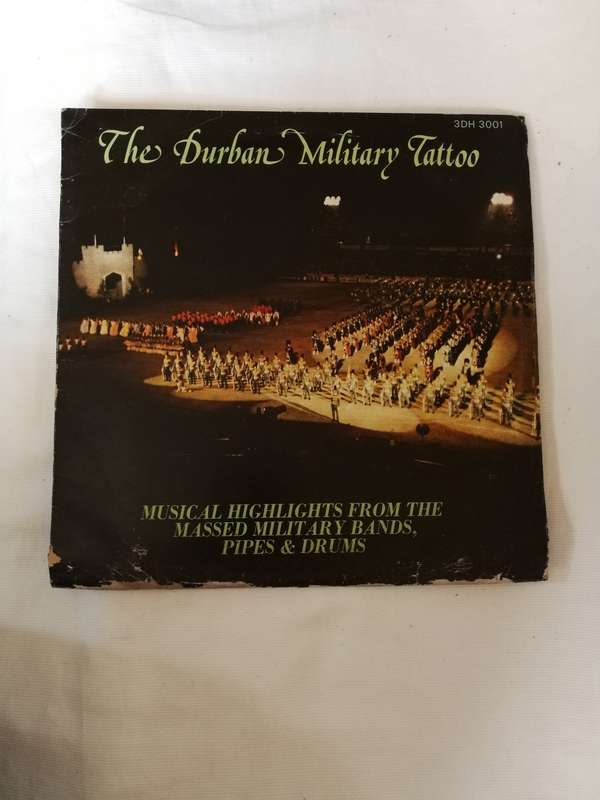 3DH 3001
The Durban Military Tattoo
MUSICAL HIGHLIGHTS FROM THE
MASSED MILITARY BANDS,
PIPES & DRUMS